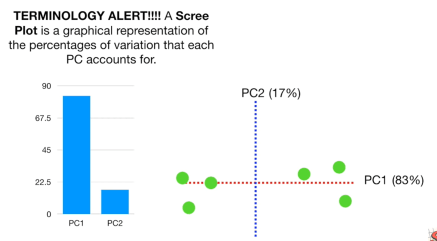 TERMINOLOGY ALERT!!!! A Scree
Plot is a graphical representation of
the percentages of variation that each
PC accounts for.
90
67.5
45
22.5
0
PC1
PC2
PC2 (17%)
PC1 (83%)